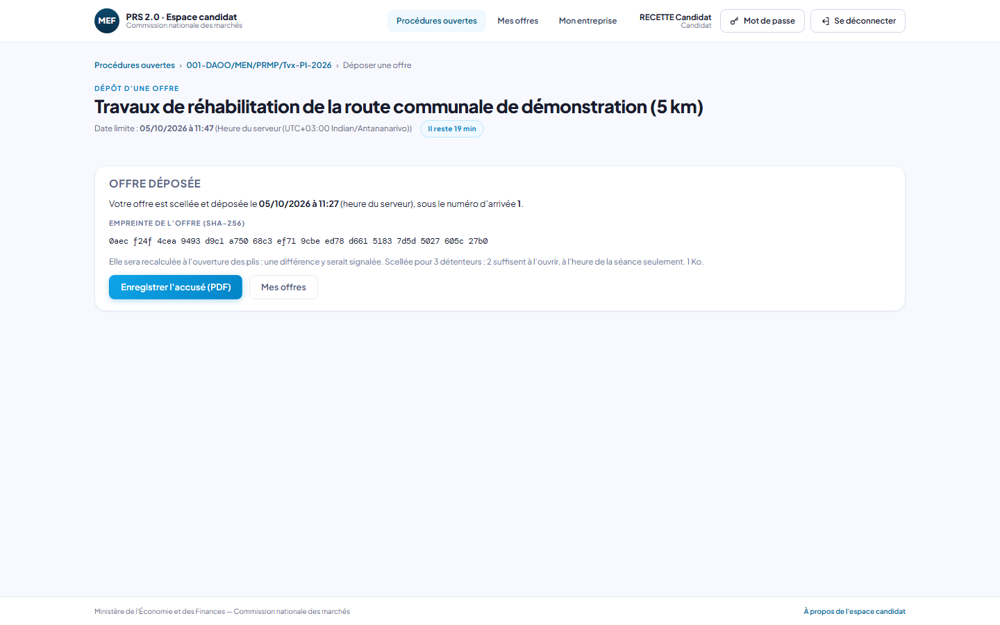 MEF
PRS 2.0 · Espace candidat
Commission nationale des marchés
Procédures ouvertes
Mes offres
Mon entreprise
RECETTE Candidat
Candidat
Mot de passe
Se déconnecter
Procédures ouvertes › 001-DAOO/MEN/PRMP/Tvx-PI-2026 › Déposer une offre
DÉPÔT D'UNE OFFRE
Travaux de réhabilitation de la route communale de démonstration (5 km)
Date limite : 05/10/2026 à 11:47 (Heure du serveur (UTC+03:00 Indian/Antananarivo)) Il reste 19 min
OFFRE DÉPOSÉE
Votre offre est scellée et déposée le 05/10/2026 à 11:27 (heure du serveur), sous le numéro d'arrivée 1.
EMPREINTE DE L'OFFRE (SHA-256)
0aec f24f 4cea 9493 d9c1 a750 68c3 ef71 9cbe ed78 d661 5183 7d5d 5027 605c 27b0
Elle sera recalculée à l'ouverture des plis : une différence y serait signalée. Scellée pour 3 détenteurs ; 2 suffisent à l'ouvrir, à l'heure de la séance seulement. 1 Ko.
Enregistrer l'accusé (PDF)
Mes offres
Ministère de l'Économie et des Finances — Commission nationale des marchés
À propos de l'espace candidat